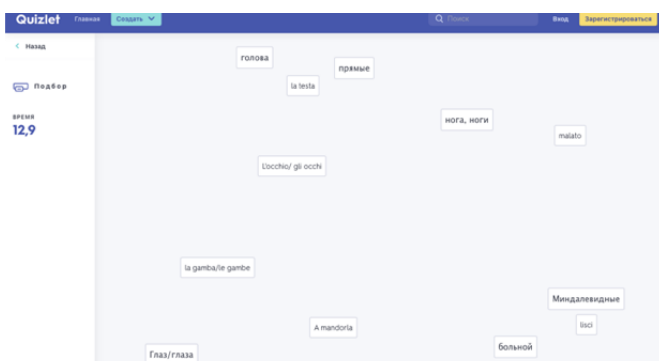 Quizlet Главная Создать Поиск Вход Зарегистрироваться
Назад
Подбор
ВРЕМЯ
12,9
голова
прямые
la testa
нога, ноги
malato
L'occhio/ gli occhi
la gamba/le gambe
Миндалевидные
lisci
A mandorla
больной
Глаз/глаза